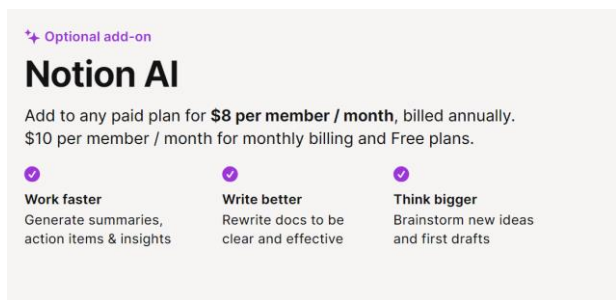 Optional add-on
Notion AI
Add to any paid plan for $8 per member / month, billed annually.
$10 per member / month for monthly billing and Free plans.
Work faster
Generate summaries,
action items & insights
Write better
Rewrite docs to be
clear and effective
Think bigger
Brainstorm new ideas
and first drafts